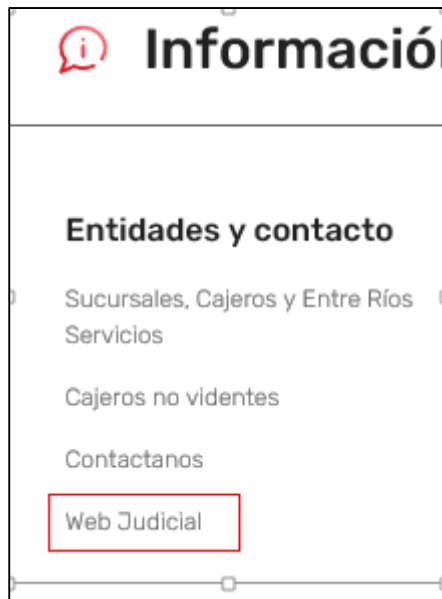 Informació
Entidades y contacto
Sucursales, Cajeros y Entre Ríos
Servicios
Cajeros no videntes
Contactanos
Web Judicial